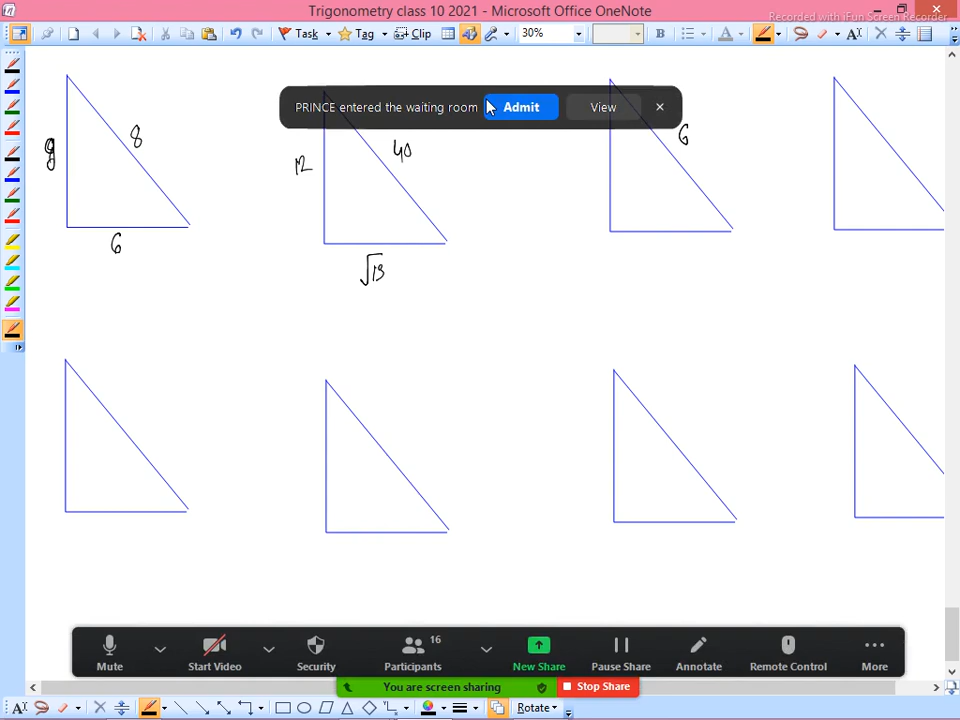 Trigonometry class 10 2021 - Microsoft Office OneNote
Recorded with iFun Screen Recorder
Task
Tag
Clip
30%
B
A
PRINCE entered the waiting room
Admit
View
8
6
12
40
√13
6
Mute
Start Video
Security
16
Participants
New Share
Pause Share
Annotate
Remote Control
More
You are screen sharing
Stop Share
Rotate